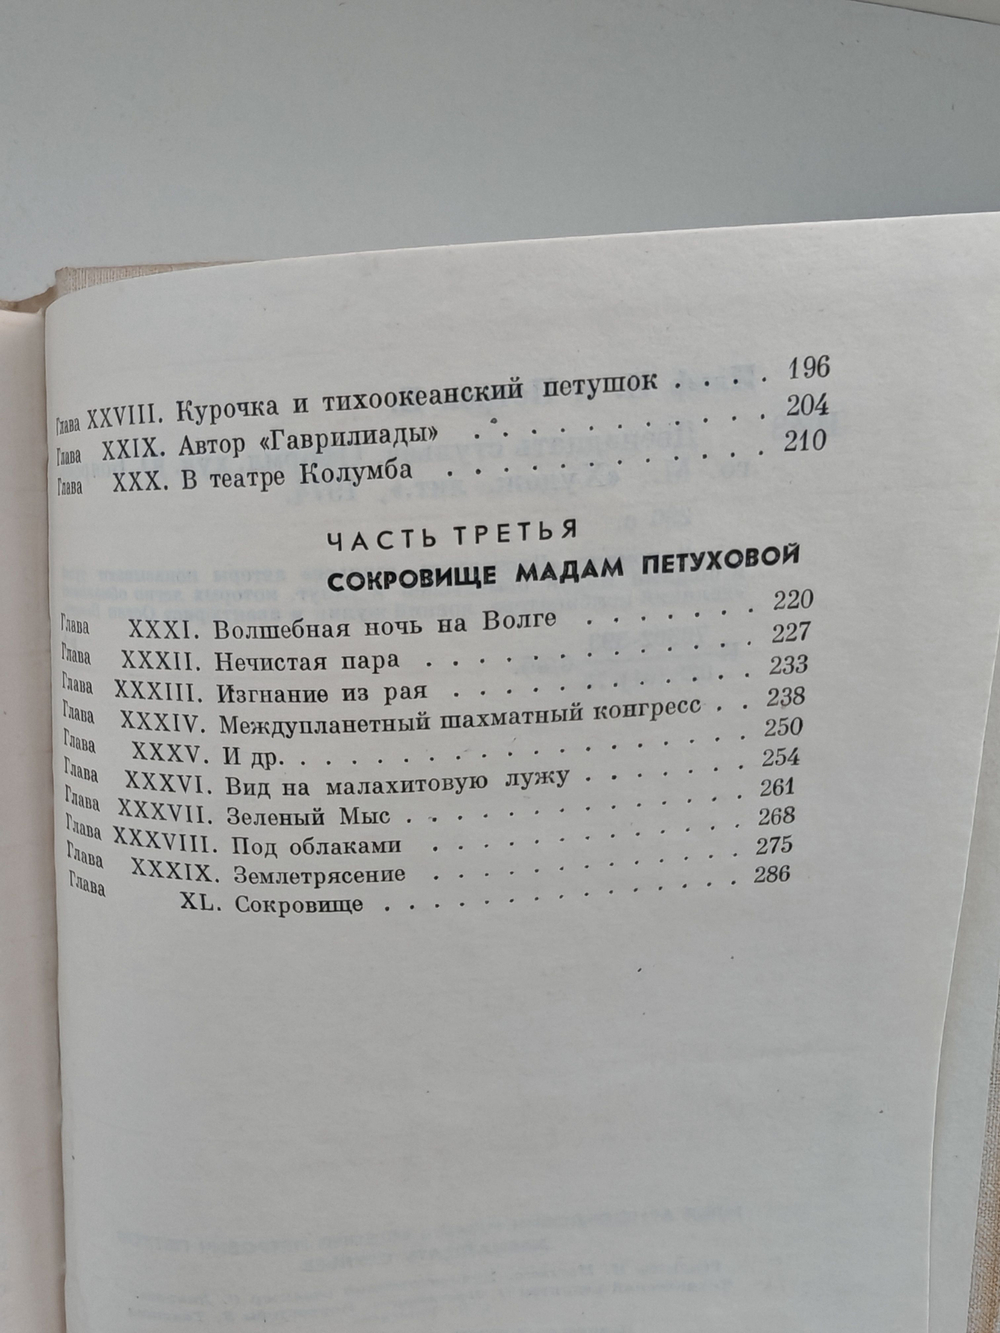 Глава XXVIII. Курочка и тихоокеанский петушок . . . . 196
Глава XXIX. Автор «Гаврилиады» . . . . . . . . . . 204
Глава XXX. В театре Колумба . . . . . . . . . . . 210
ЧАСТЬ ТРЕТЬЯ
СОКРОВИЩЕ МАДАМ ПЕТУХОВОЙ
Глава XXXI. Волшебная ночь на Волге . . . . . . . 220
Глава XXXII. Нечистая пара . . . . . . . . . . . . 227
Глава XXXIII. Изгнание из рая . . . . . . . . . . . 233
Глава XXXIV. Междупланетный шахматный конгресс . . 238
Глава XXXV. И др. . . . . . . . . . . . . . . . . 250
Глава XXXVI. Вид на малахитовую лужу . . . . . . . 254
Глава XXXVII. Зеленый Мыс . . . . . . . . . . . . . 261
Глава XXXVIII. Под облаками . . . . . . . . . . . . 268
Глава XXXIX. Землетрясение . . . . . . . . . . . . 275
Глава XL. Сокровище . . . . . . . . . . . . . . . 286